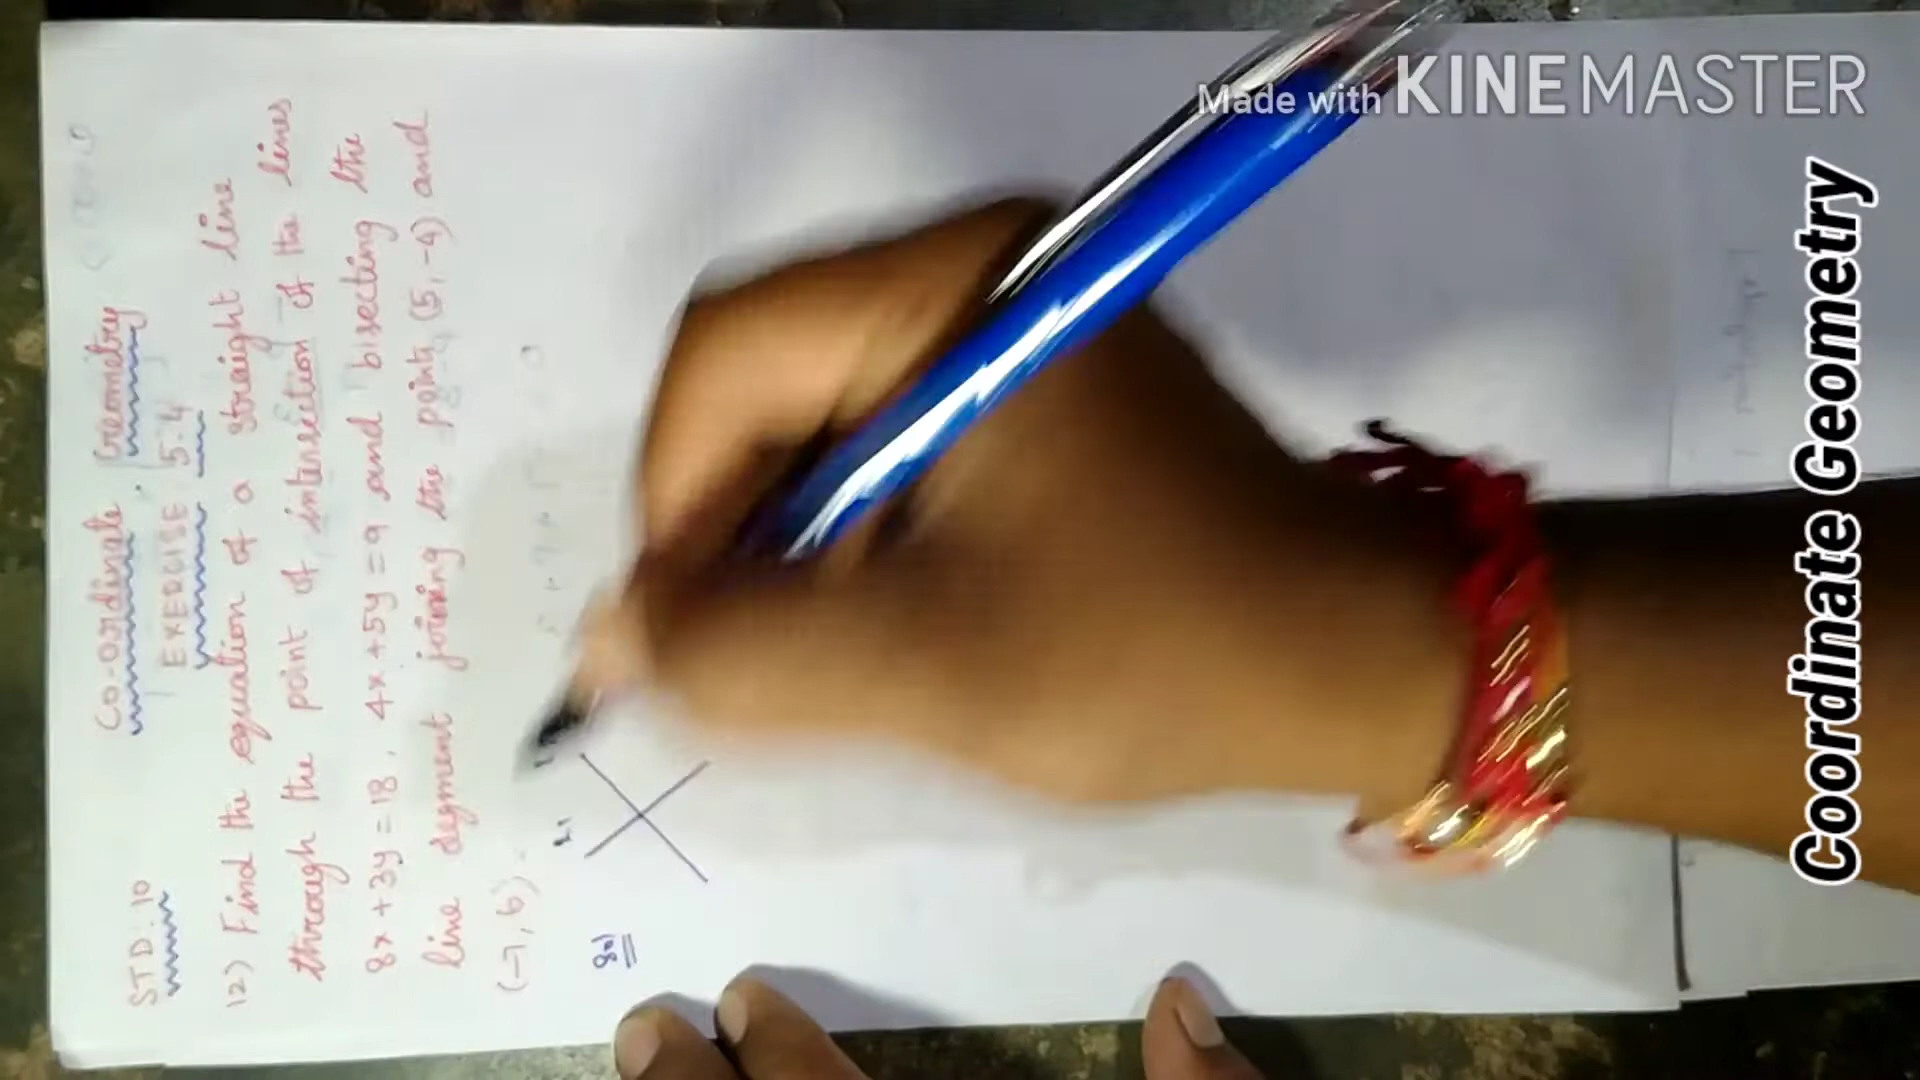 Made with KINEMASTER
Coordinate Geometry
STD: 10
Co-ordinate Geometry
EXERCISE 5.4
12) Find the equation of a straight line
through the point of intersection of the lines
8x + 3y = 18, 4x + 5y = 9 and bisecting the
line segment joining the points (5, -4) and
(-7, 6).
Sol